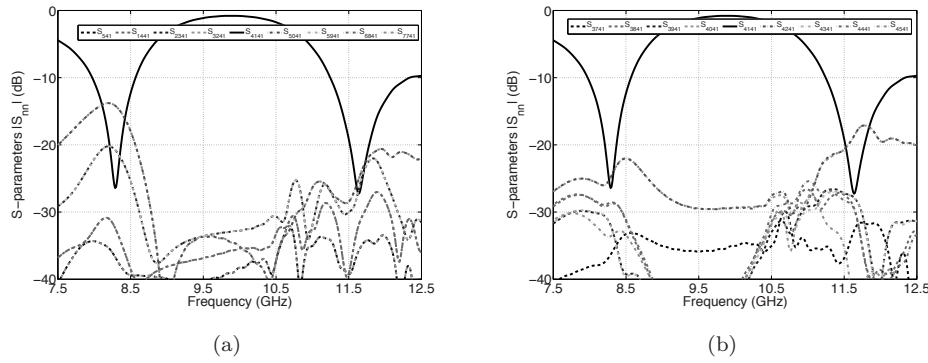 S541 S1441 S2341 S3241 S4141 S5041 S5941 S6841 S7741
S-parameters |Snn| (dB)
0
−10
−20
−30
−40
7.5 8.5 9.5 10.5 11.5 12.5
Frequency (GHz)
(a)
S3741 S3841 S3941 S4041 S4141 S4241 S4341 S4441 S4541
S-parameters |Snn| (dB)
0
−10
−20
−30
−40
7.5 8.5 9.5 10.5 11.5 12.5
Frequency (GHz)
(b)